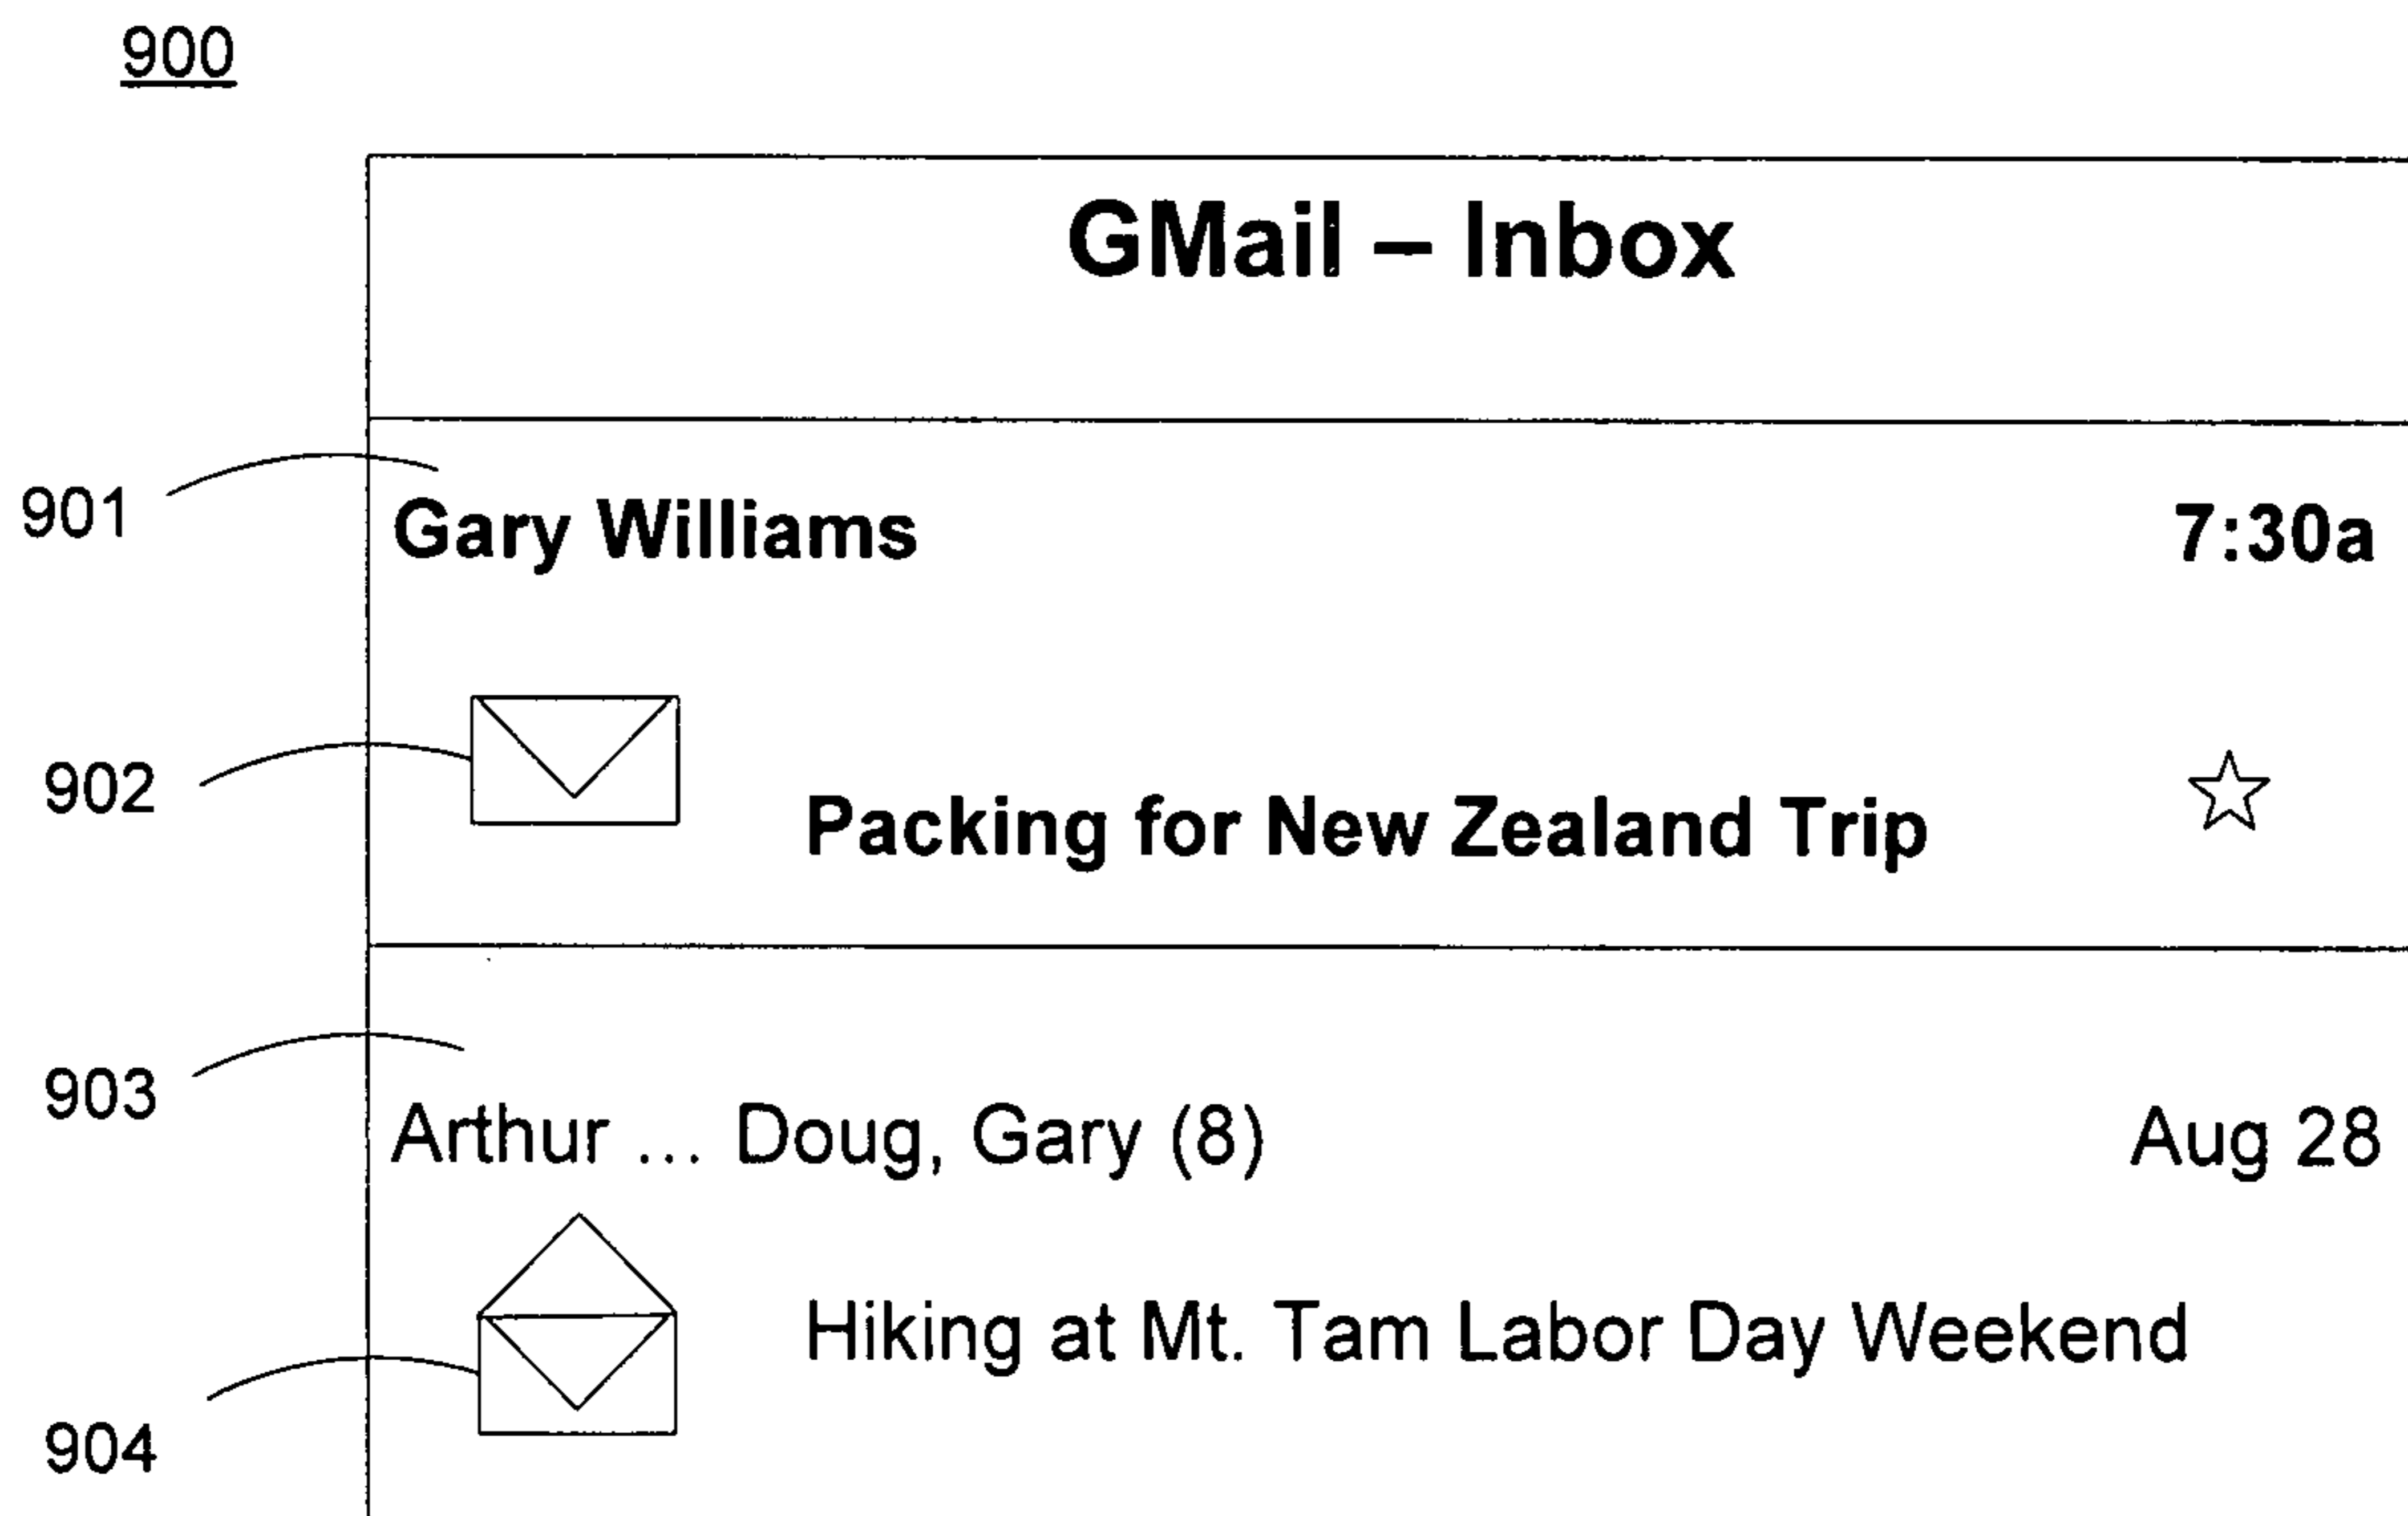 900
GMail – Inbox
901
Gary Williams 7:30a
902
Packing for New Zealand Trip
903
Arthur ... Doug, Gary (8) Aug 28
Hiking at Mt. Tam Labor Day Weekend
904